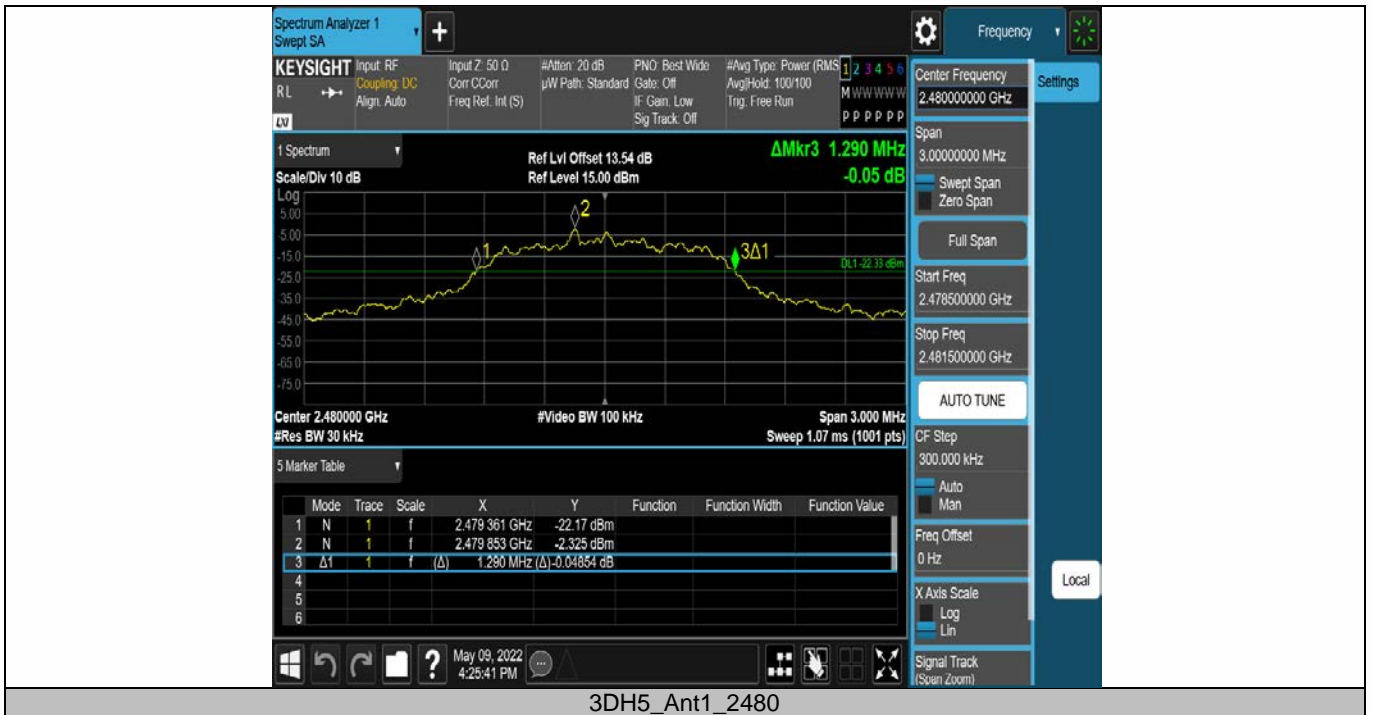 Spectrum Analyzer 1
Swept SA
+
Frequency
KEYSIGHT
RL
LXI
Input: RF
Coupling: DC
Align: Auto
Input Z: 50 Ω
Corr CCorr
Freq Ref: Int (S)
#Atten: 20 dB
µW Path: Standard
PNO: Best Wide
Gate: Off
IF Gain: Low
Sig Track: Off
#Avg Type: Power (RMS
Avg|Hold: 100/100
Trig: Free Run
1 2 3 4 5 6
M W W W W W
P P P P P P
1 Spectrum
Scale/Div 10 dB
Ref Lvl Offset 13.54 dB
Ref Level 15.00 dBm
ΔMkr3 1.290 MHz
-0.05 dB
Log
5.00
-5.00
-15.0
-25.0
-35.0
-45.0
-55.0
-65.0
-75.0
1
2
3Δ1
DL1 -22.33 dBm
Center 2.480000 GHz
#Res BW 30 kHz
#Video BW 100 kHz
Span 3.000 MHz
Sweep 1.07 ms (1001 pts)
5 Marker Table
Mode Trace Scale X Y Function Function Width Function Value
1 N 1 f 2.479 361 GHz -22.17 dBm
2 N 1 f 2.479 853 GHz -2.325 dBm
3 Δ1 1 f (Δ) 1.290 MHz (Δ) -0.04854 dB
4
5
6
?
May 09, 2022
4:25:41 PM
Center Frequency
2.480000000 GHz
Settings
Span
3.00000000 MHz
Swept Span
Zero Span
Full Span
Start Freq
2.478500000 GHz
Stop Freq
2.481500000 GHz
AUTO TUNE
CF Step
300.000 kHz
Auto
Man
Freq Offset
0 Hz
X Axis Scale
Log
Lin
Local
Signal Track
(Span Zoom)
3DH5_Ant1_2480